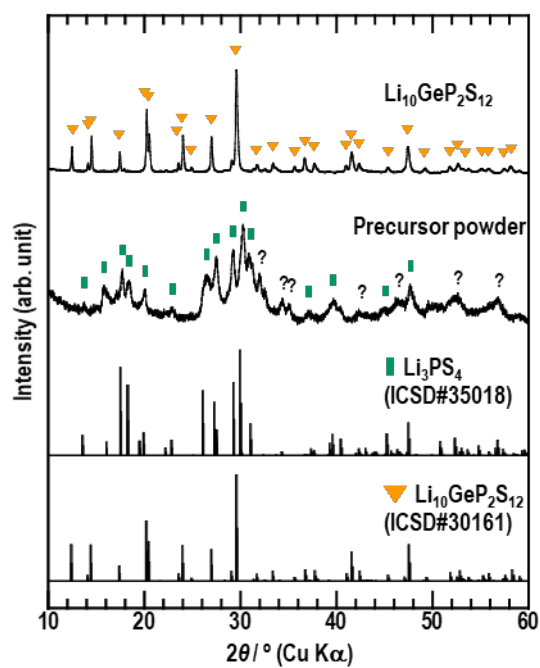 Li₁₀GeP₂S₁₂
Precursor powder
? ? ? ? ? ? ?
Li₃PS₄
(ICSD#35018)
Li₁₀GeP₂S₁₂
(ICSD#30161)
Intensity (arb. unit)
10 20 30 40 50 60
2θ / ° (Cu Kα)